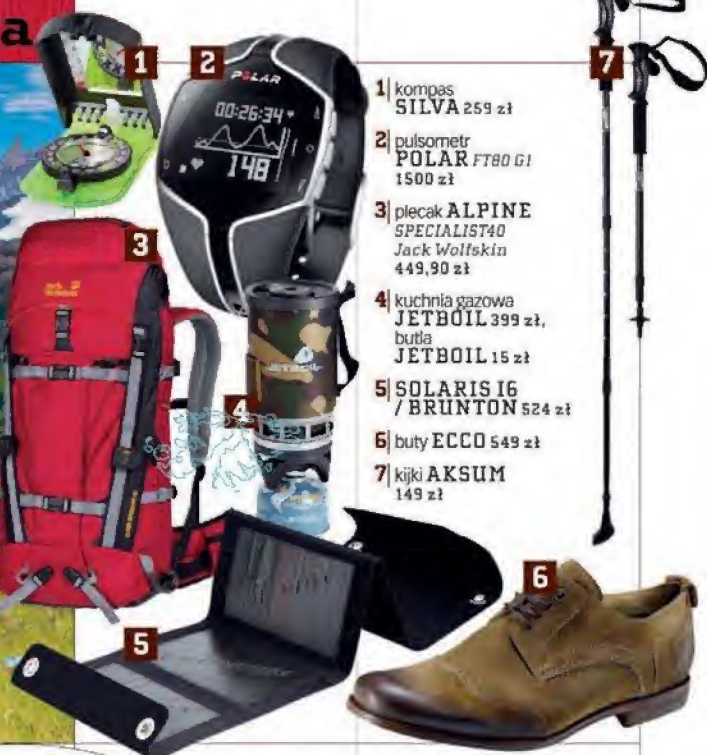 a
1
2
7
POLAR
00:26:34
148
1| kompas
SILVA 259 zł
2| pulsometr
POLAR FT80 G1
1500 zł
3| plecak ALPINE
SPECIALIST40
Jack Wolfskin
449,90 zł
4| kuchnia gazowa
JETBOIL 399 zł,
butla
JETBOIL 15 zł
5| SOLARIS 16
/ BRUNTON 524 zł
6| buty ECCO 549 zł
7| kijki AKSUM
149 zł
3
JETBOIL
4
5
6